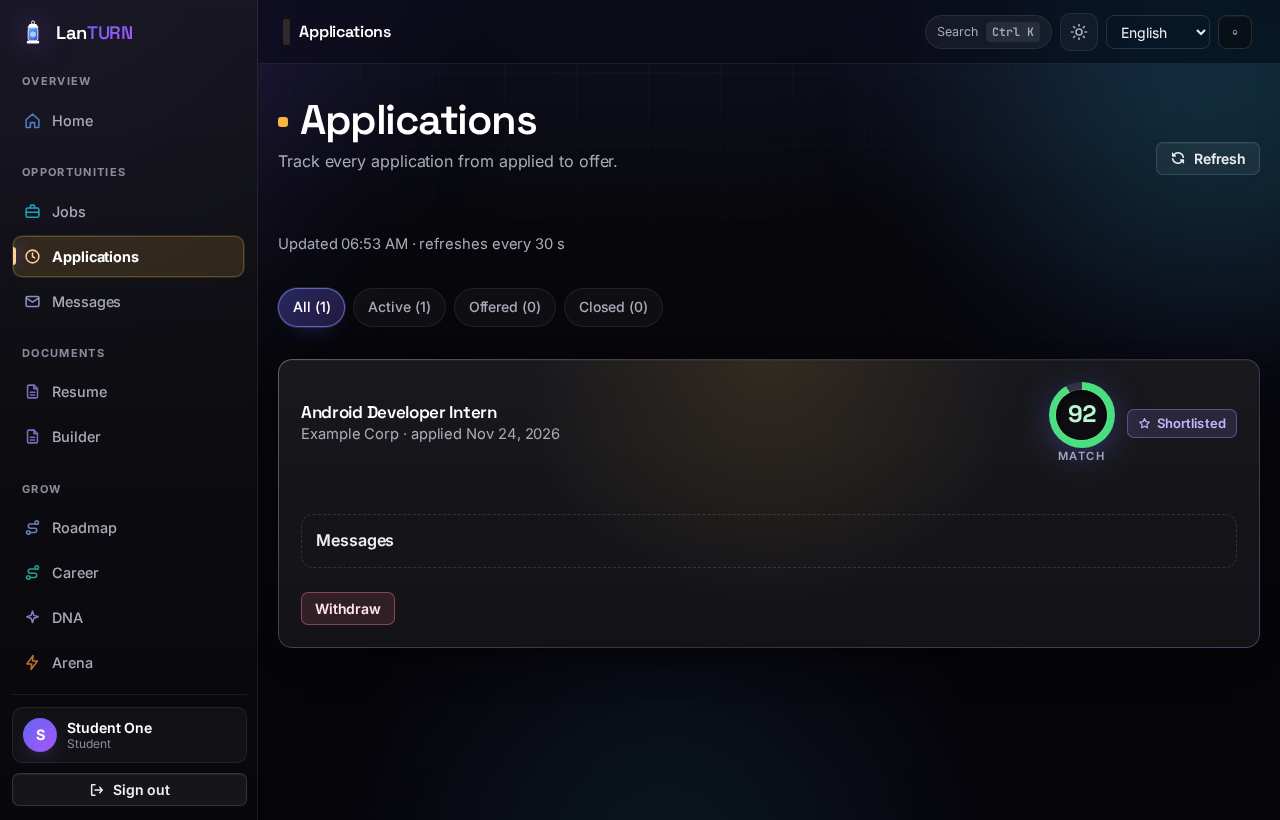 LanTURN
OVERVIEW
Home
OPPORTUNITIES
Jobs
Applications
Messages
DOCUMENTS
Resume
Builder
GROW
Roadmap
Career
DNA
Arena
S
Student One
Student
Sign out
Applications
Search Ctrl K
English
Applications
Track every application from applied to offer.
Refresh
Updated 06:53 AM · refreshes every 30 s
All (1)
Active (1)
Offered (0)
Closed (0)
Android Developer Intern
Example Corp · applied Nov 24, 2026
92
MATCH
Shortlisted
Messages
Withdraw